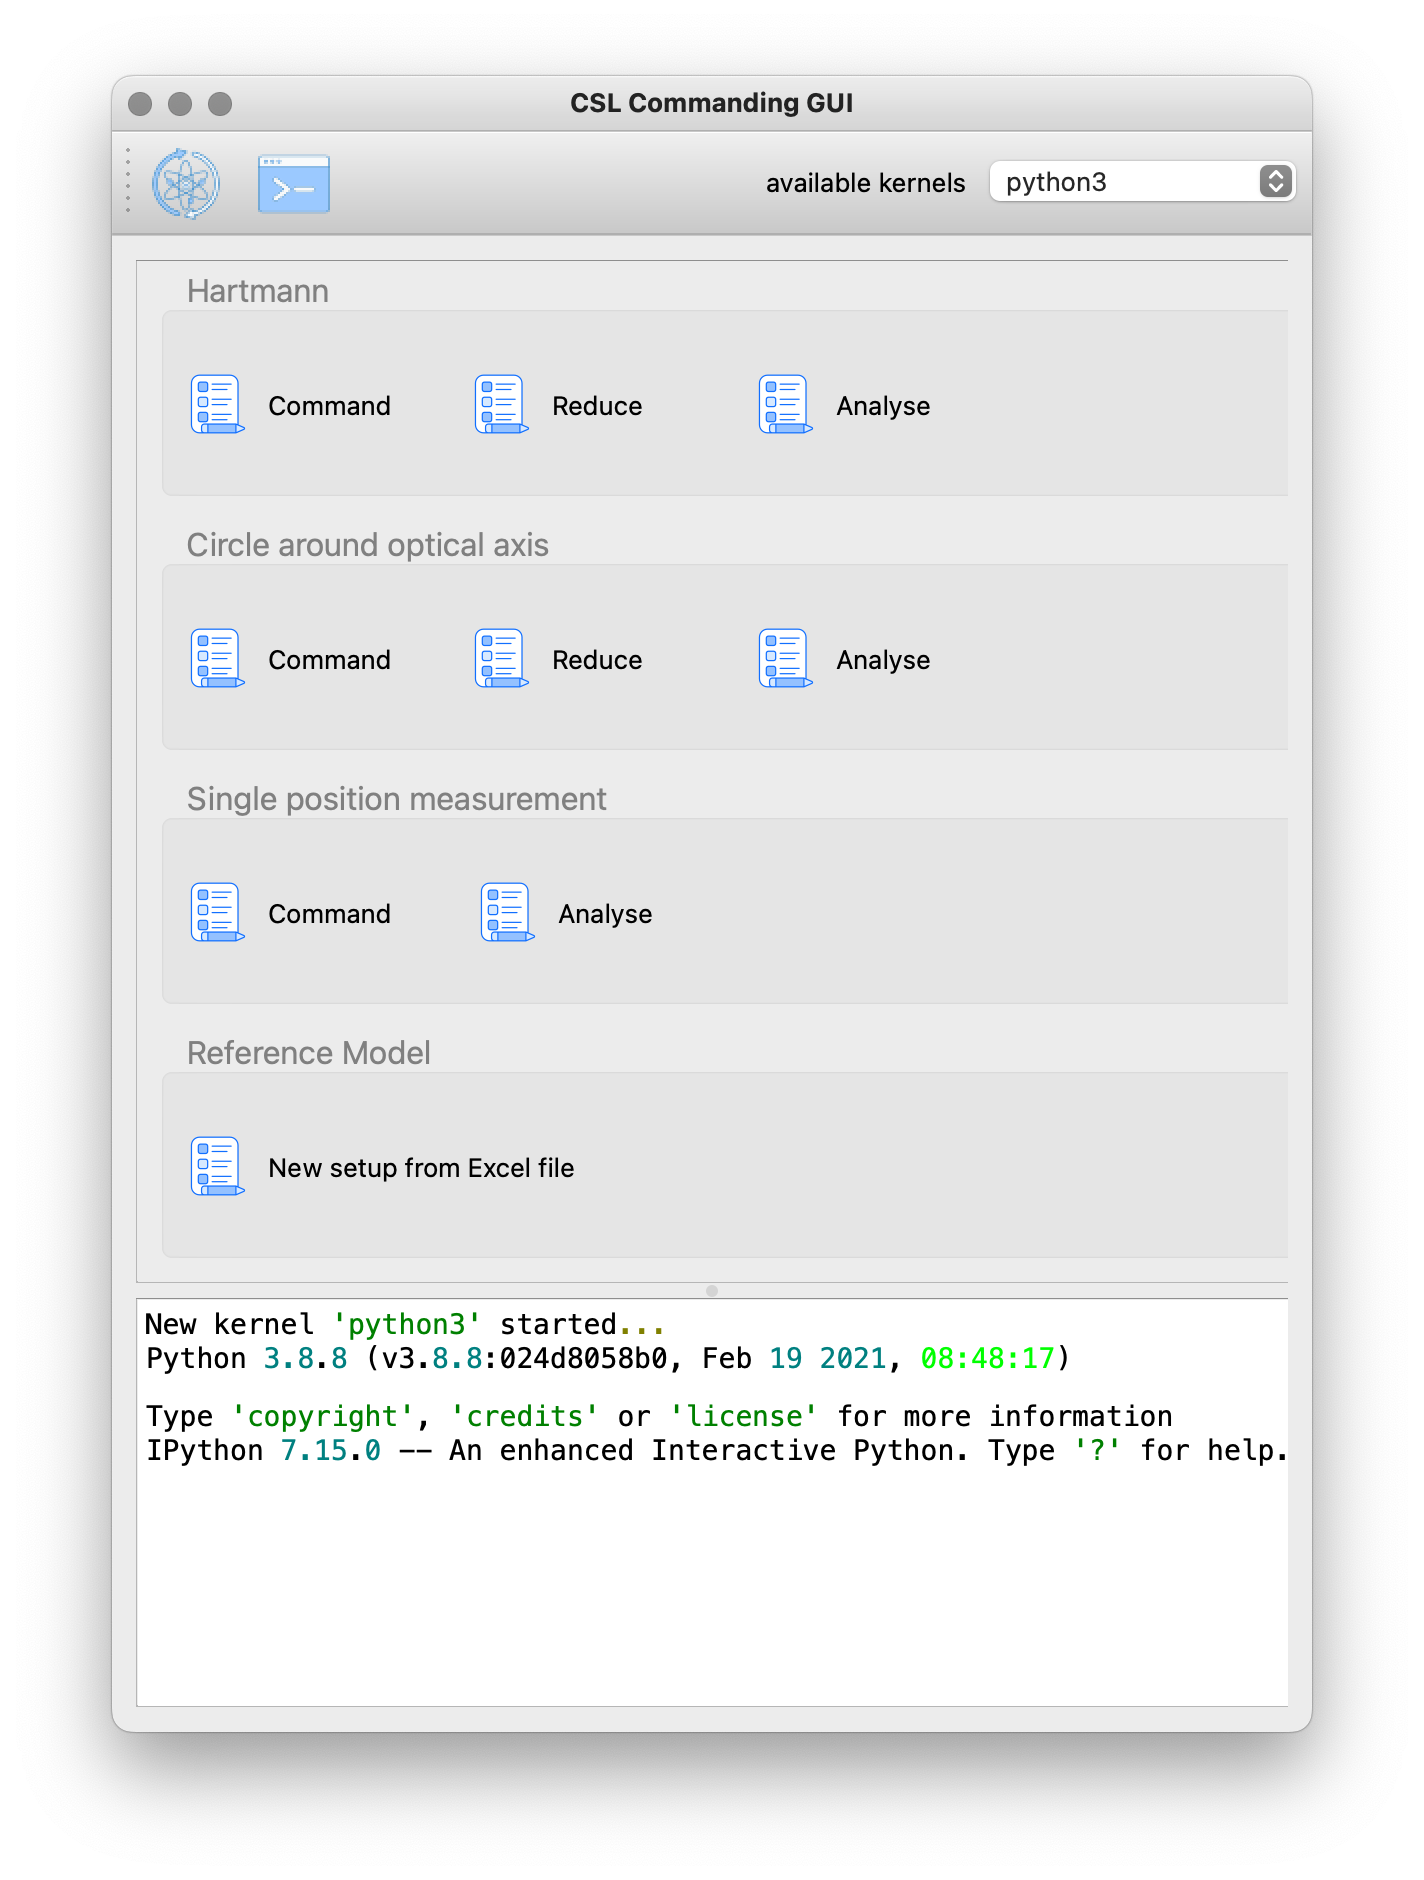 CSL Commanding GUI
available kernels python3
Hartmann
Command Reduce Analyse
Circle around optical axis
Command Reduce Analyse
Single position measurement
Command Analyse
Reference Model
New setup from Excel file
New kernel 'python3' started...
Python 3.8.8 (v3.8.8:024d8058b0, Feb 19 2021, 08:48:17)
Type 'copyright', 'credits' or 'license' for more information
IPython 7.15.0 -- An enhanced Interactive Python. Type '?' for help.